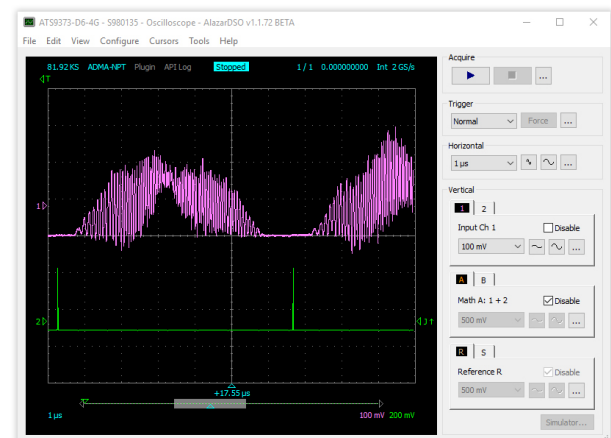 ATS9373-D6-4G - S980135 - Oscilloscope - AlazarDSO v1.1.72 BETA
File Edit View Configure Cursors Tools Help
81.92 KS ADMA-NPT Plugin API Log Stopped 1 / 1 0.000000000 Int 2 GS/s
T
1
2
J
+17.55 µs
T
1 µs 100 mV 200 mV
Acquire
...
Trigger
Normal Force ...
Horizontal
1 µs ...
Vertical
1 2
Input Ch 1 Disable
100 mV ...
A B
Math A: 1 + 2 Disable
500 mV ...
R S
Reference R Disable
500 mV ...
Simulator...